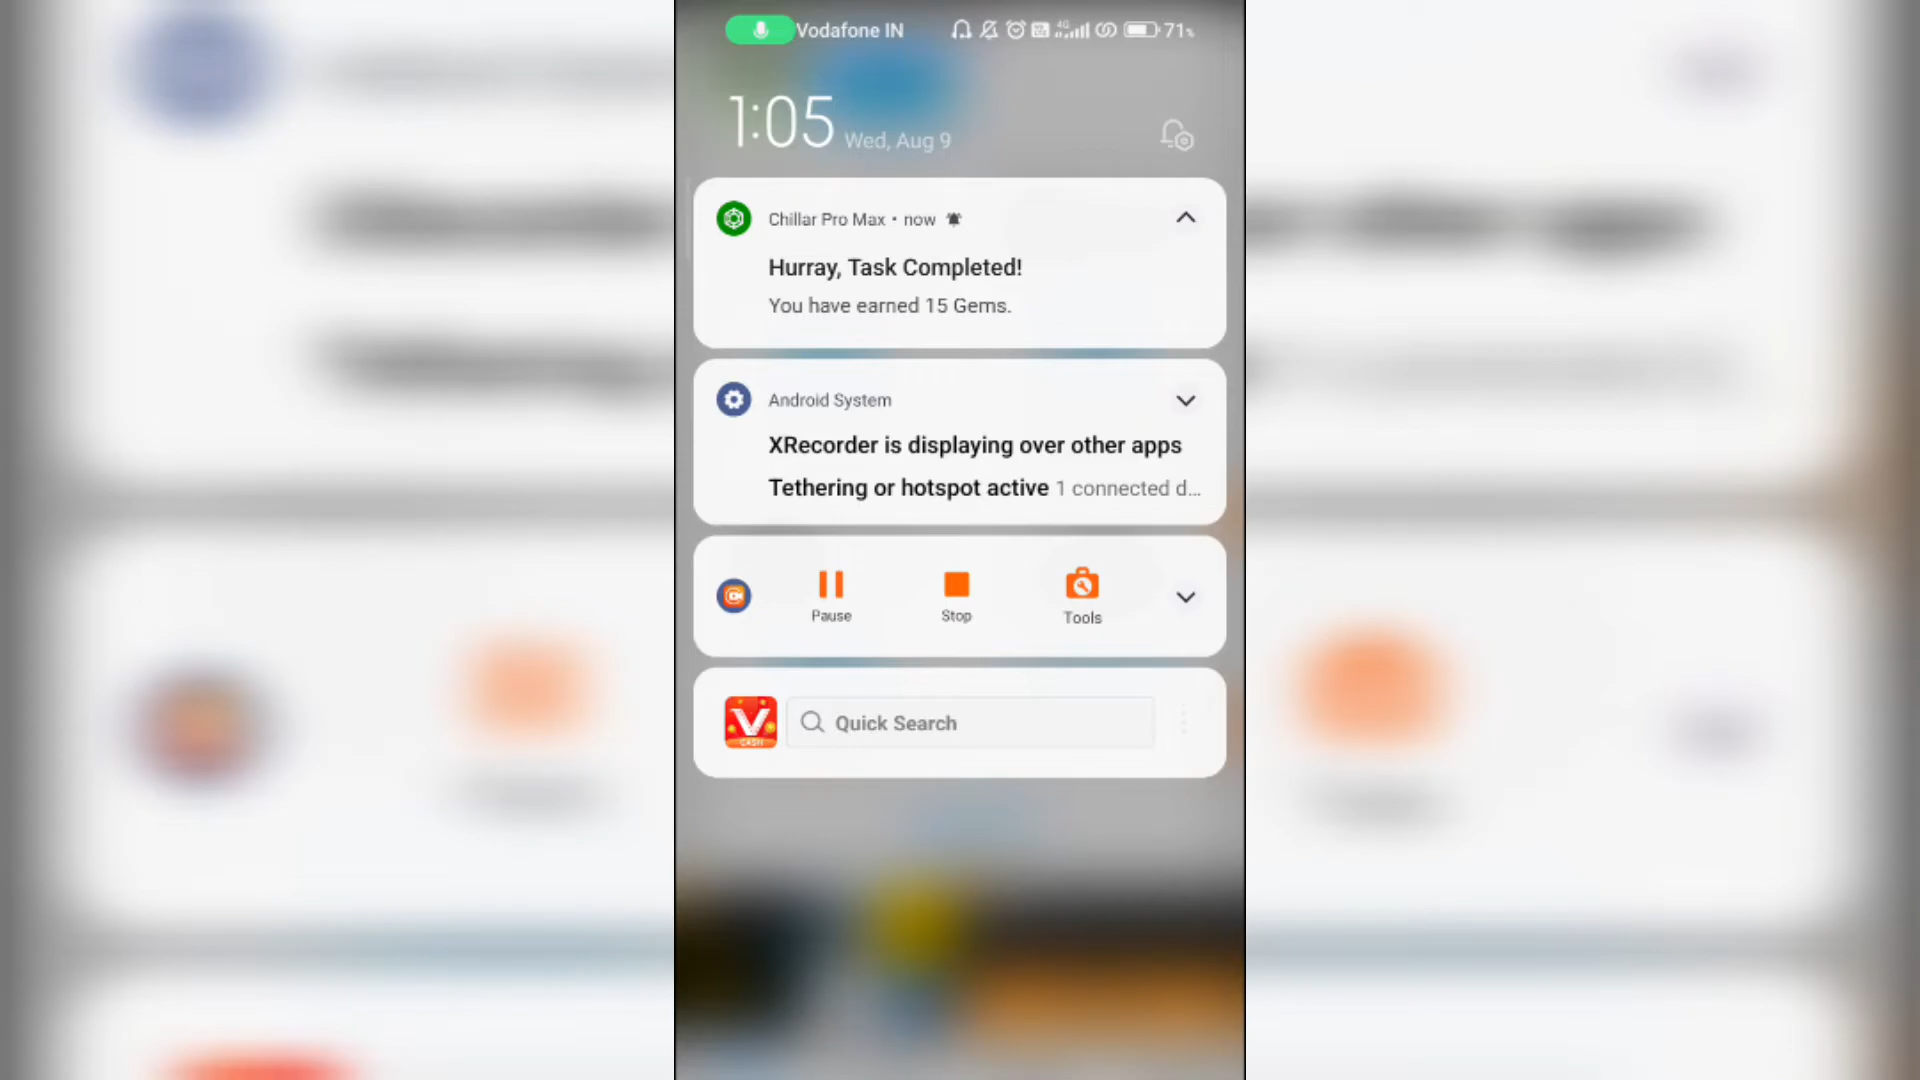 Vodafone IN
4G
71%
1:05 Wed, Aug 9
Chillar Pro Max • now
Hurray, Task Completed!
You have earned 15 Gems.
Android System
XRecorder is displaying over other apps
Tethering or hotspot active 1 connected d...
Pause
Stop
Tools
V
CASH
Quick Search